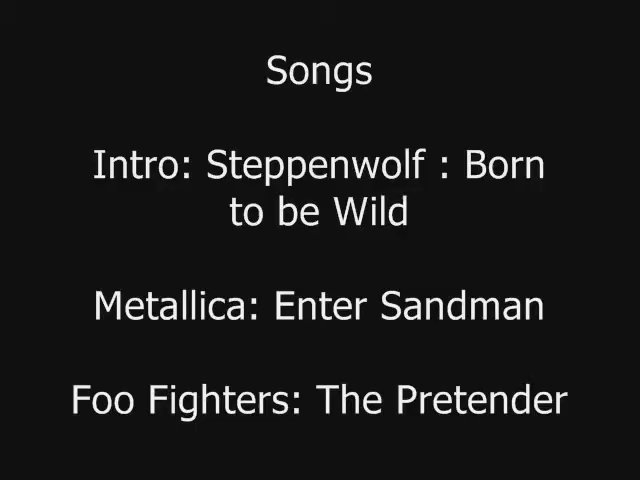 Songs
Intro: Steppenwolf : Born
to be Wild
Metallica: Enter Sandman
Foo Fighters: The Pretender